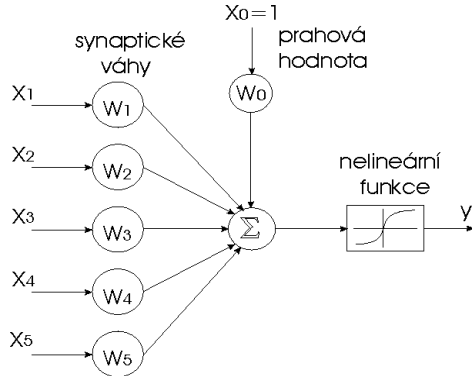 X0=1
synaptické
váhy
prahová
hodnota
X1
W1
W0
X2
W2
nelineární
funkce
X3
W3
Σ
y
X4
W4
X5
W5